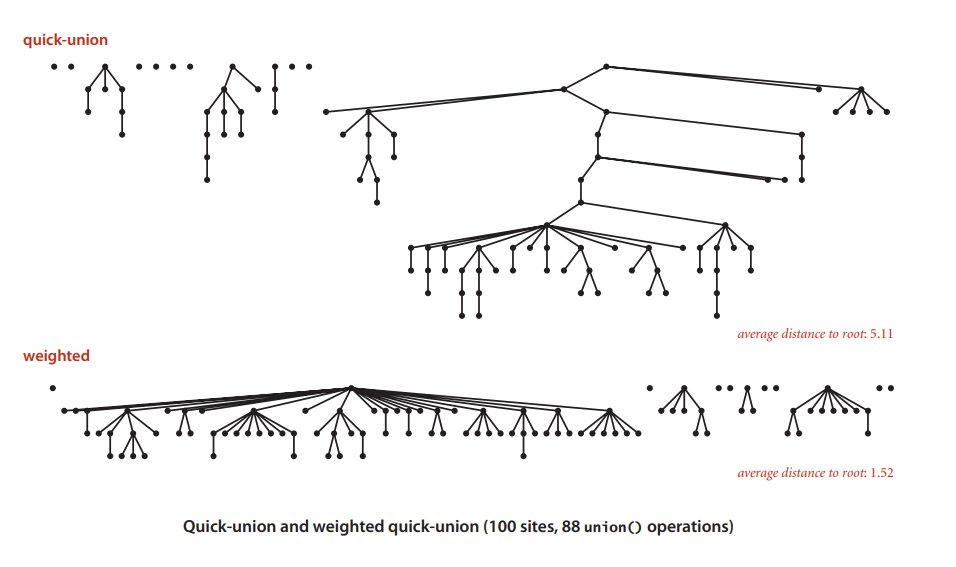 quick-union
average distance to root: 5.11
weighted
average distance to root: 1.52
Quick-union and weighted quick-union (100 sites, 88 union() operations)